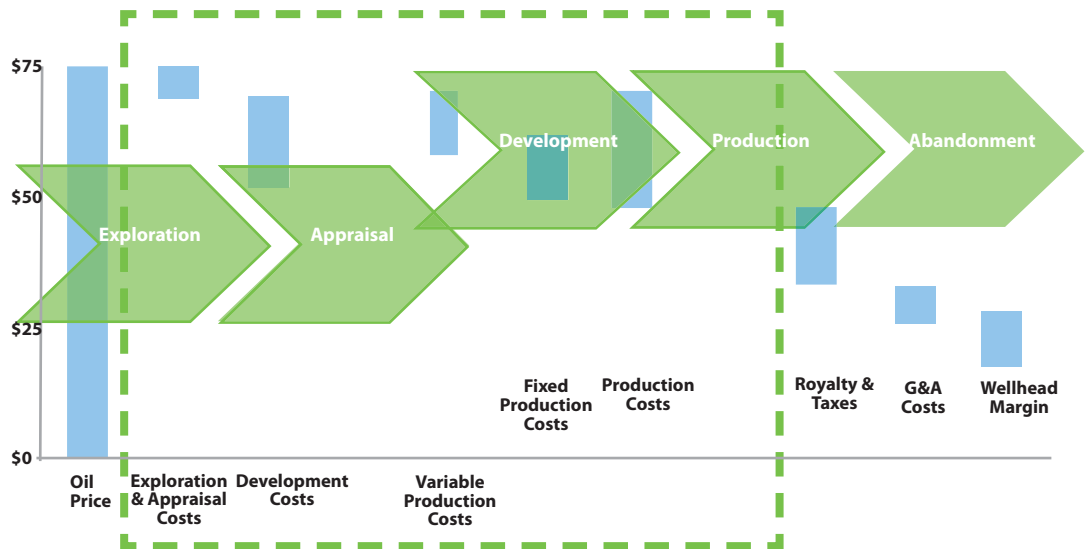 $75
Development
Production
Abandonment
$50
Exploration
Appraisal
$25
Fixed
Production
Costs
Production
Costs
Royalty &
Taxes
G&A
Costs
Wellhead
Margin
$0
Oil
Price
Exploration
& Appraisal
Costs
Development
Costs
Variable
Production
Costs